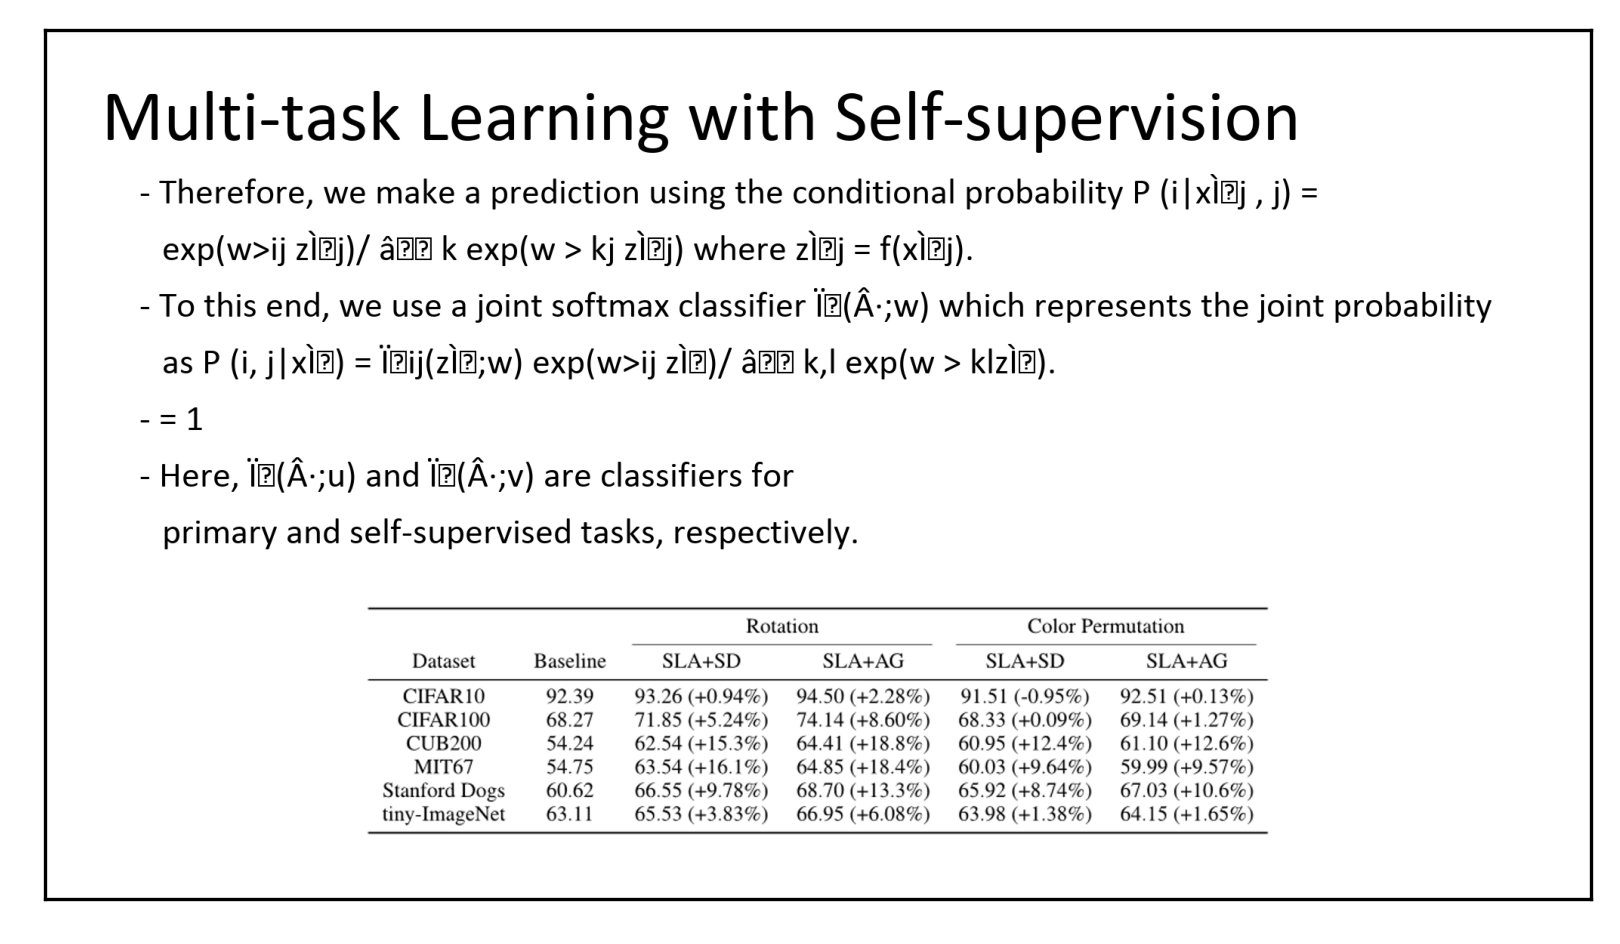 Multi-task Learning with Self-supervision
- Therefore, we make a prediction using the conditional probability P (i|xÌ�j , j) =
exp(w>ij zÌ�j)/ â�� k exp(w > kj zÌ�j) where zÌ�j = f(xÌ�j).
- To this end, we use a joint softmax classifier Ï�(Â·;w) which represents the joint probability
as P (i, j|xÌ�) = Ï�ij(zÌ�;w) exp(w>ij zÌ�)/ â�� k,l exp(w > klzÌ�).
- = 1
- Here, Ï�(Â·;u) and Ï�(Â·;v) are classifiers for
primary and self-supervised tasks, respectively.
Rotation Color Permutation
Dataset Baseline SLA+SD SLA+AG SLA+SD SLA+AG
CIFAR10 92.39 93.26 (+0.94%) 94.50 (+2.28%) 91.51 (-0.95%) 92.51 (+0.13%)
CIFAR100 68.27 71.85 (+5.24%) 74.14 (+8.60%) 68.33 (+0.09%) 69.14 (+1.27%)
CUB200 54.24 62.54 (+15.3%) 64.41 (+18.8%) 60.95 (+12.4%) 61.10 (+12.6%)
MIT67 54.75 63.54 (+16.1%) 64.85 (+18.4%) 60.03 (+9.64%) 59.99 (+9.57%)
Stanford Dogs 60.62 66.55 (+9.78%) 68.70 (+13.3%) 65.92 (+8.74%) 67.03 (+10.6%)
tiny-ImageNet 63.11 65.53 (+3.83%) 66.95 (+6.08%) 63.98 (+1.38%) 64.15 (+1.65%)